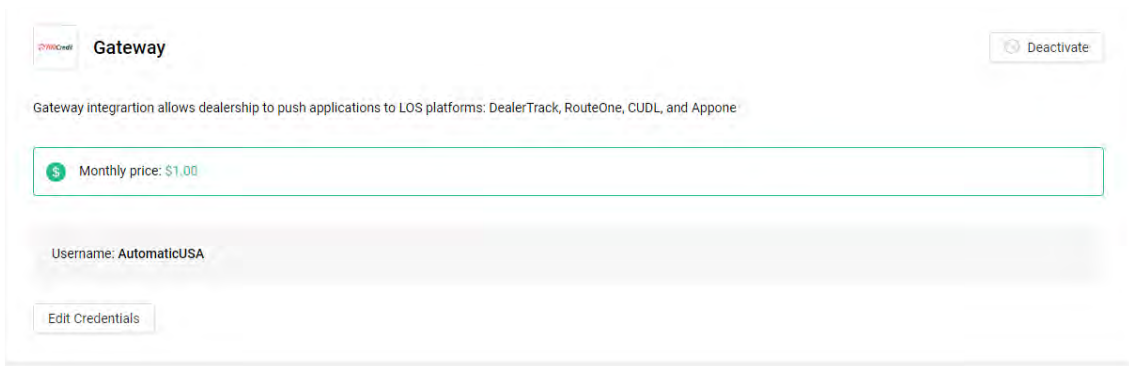 700Credit
Gateway
Deactivate
Gateway integrartion allows dealership to push applications to LOS platforms: DealerTrack, RouteOne, CUDL, and Appone
Monthly price: $1.00
Username: AutomaticUSA
Edit Credentials